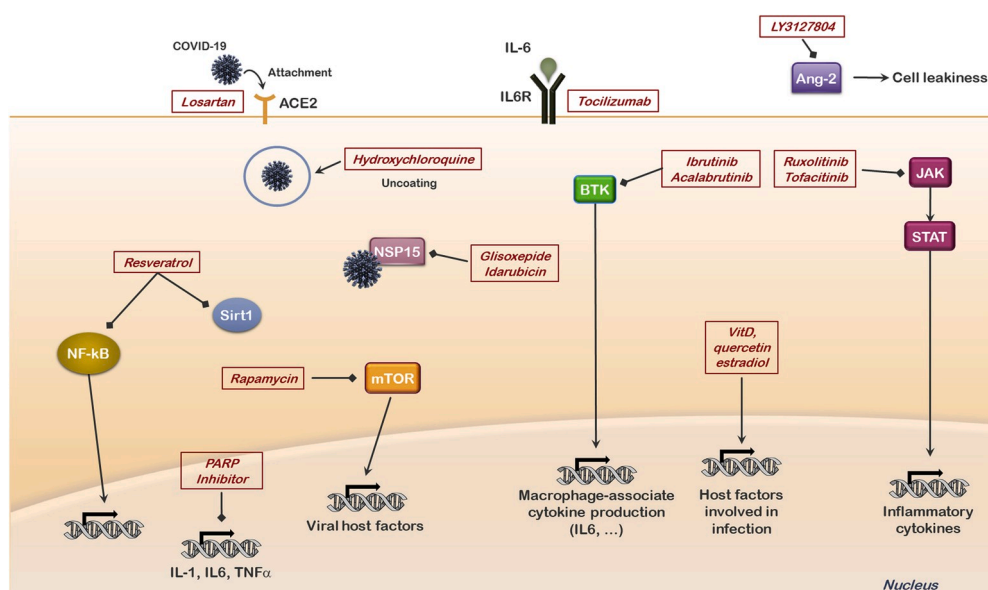 LY3127804
COVID-19
Attachment
Losartan
ACE2
IL-6
IL6R
Tocilizumab
Ang-2
Cell leakiness
Hydroxychloroquine
Uncoating
BTK
Ibrutinib
Acalabrutinib
Ruxolitinib
Tofacitinib
JAK
STAT
NSP15
Glisoxepide
Idarubicin
Resveratrol
Sirt1
NF-kB
Rapamycin
mTOR
VitD,
quercetin
estradiol
PARP
Inhibitor
Viral host factors
IL-1, IL6, TNFα
Macrophage-associate
cytokine production
(IL6, ...)
Host factors
involved in
infection
Inflammatory
cytokines
Nucleus